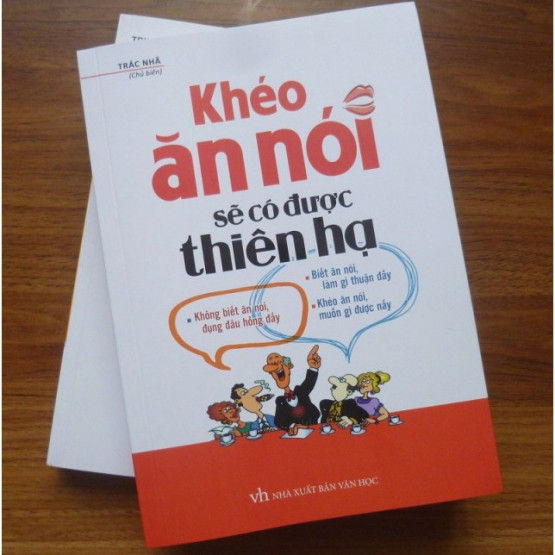 TRÁC NHÃ
(Chủ biên)
Khéo
ăn nói
sẽ có được
thiên hạ
Không biết ăn nói,
đụng đâu hỏng đấy
Biết ăn nói,
làm gì thuận đấy
Khéo ăn nói,
muốn gì được nấy
vh NHÀ XUẤT BẢN VĂN HỌC